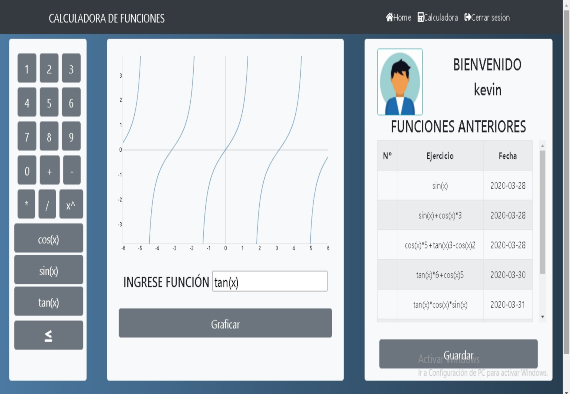 CALCULADORA DE FUNCIONES
Home Calculadora Cerrar sesion
1 2 3
4 5 6
7 8 9
0 + -
* / x^
cos(x)
sin(x)
tan(x)
≤
3
2
1
0
-1
-2
-3
-6 -5 -4 -3 -2 -1 0 1 2 3 4 5 6
INGRESE FUNCIÓN tan(x)
Graficar
BIENVENIDO
kevin
FUNCIONES ANTERIORES
Nº Ejercicio Fecha
sin(x) 2020-03-28
sin(x)+cos(x)*3 2020-03-28
cos(x)*5+tan(x)3-cos(x)2 2020-03-28
tan(x)*6+cos(x)5 2020-03-30
tan(x)*cos(x)*sin(x) 2020-03-31
Guardar
Activar Windows
Ir a Configuración de PC para activar Windows.